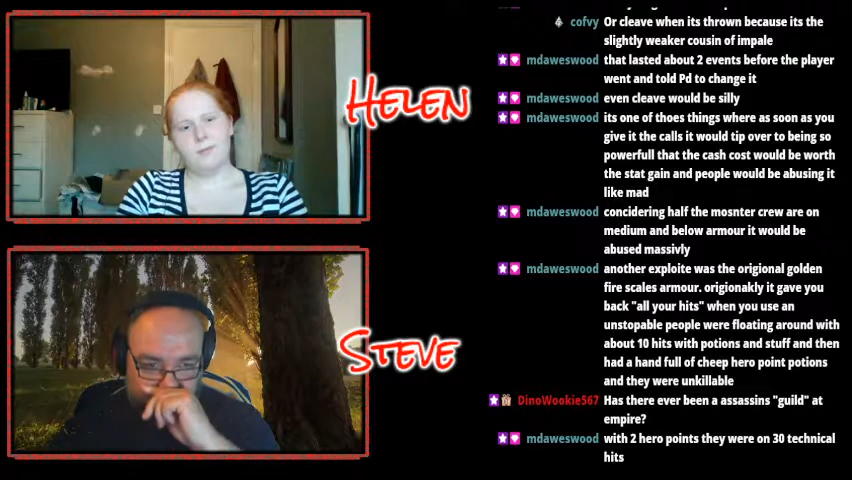 Helen
Steve
cofvy Or cleave when its thrown because its the
slightly weaker cousin of impale
mdaweswood that lasted about 2 events before the player
went and told Pd to change it
mdaweswood even cleave would be silly
mdaweswood its one of thoes things where as soon as you
give it the calls it would tip over to being so
powerfull that the cash cost would be worth
the stat gain and people would be abusing it
like mad
mdaweswood concidering half the mosnter crew are on
medium and below armour it would be
abused massivly
mdaweswood another exploite was the origional golden
fire scales armour. origionakly it gave you
back "all your hits" when you use an
unstopable people were floating around with
about 10 hits with potions and stuff and then
had a hand full of cheep hero point potions
and they were unkillable
DinoWookie567 Has there ever been a assassins "guild" at
empire?
mdaweswood with 2 hero points they were on 30 technical
hits